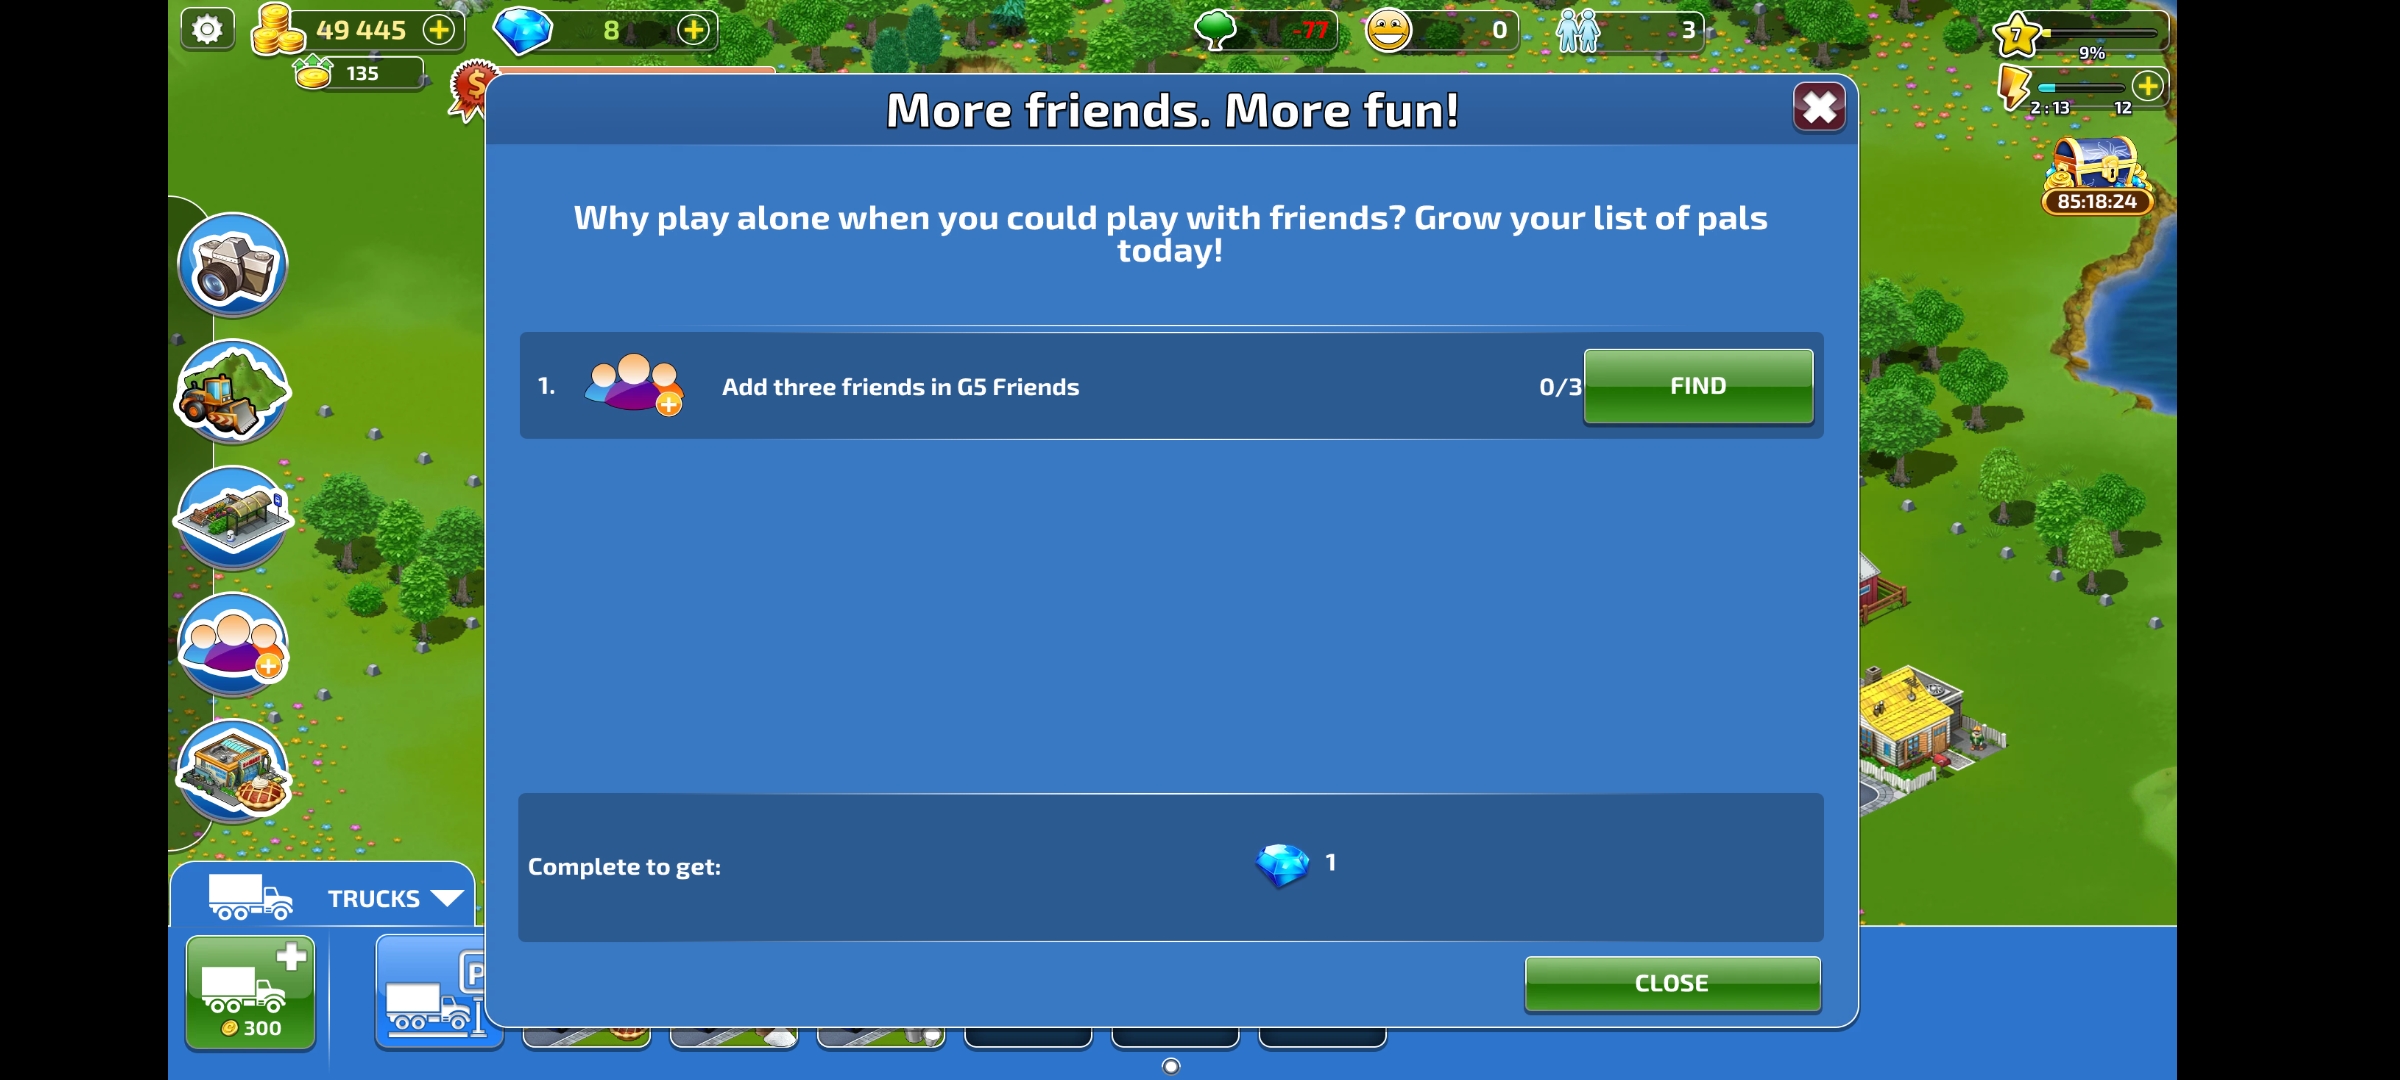 49 445
8
-77
0
3
7
9%
135
2:13
12
85:18:24
More friends. More fun!
Why play alone when you could play with friends? Grow your list of pals
today!
1.
Add three friends in G5 Friends
0/3
FIND
Complete to get:
1
CLOSE
TRUCKS
300
P